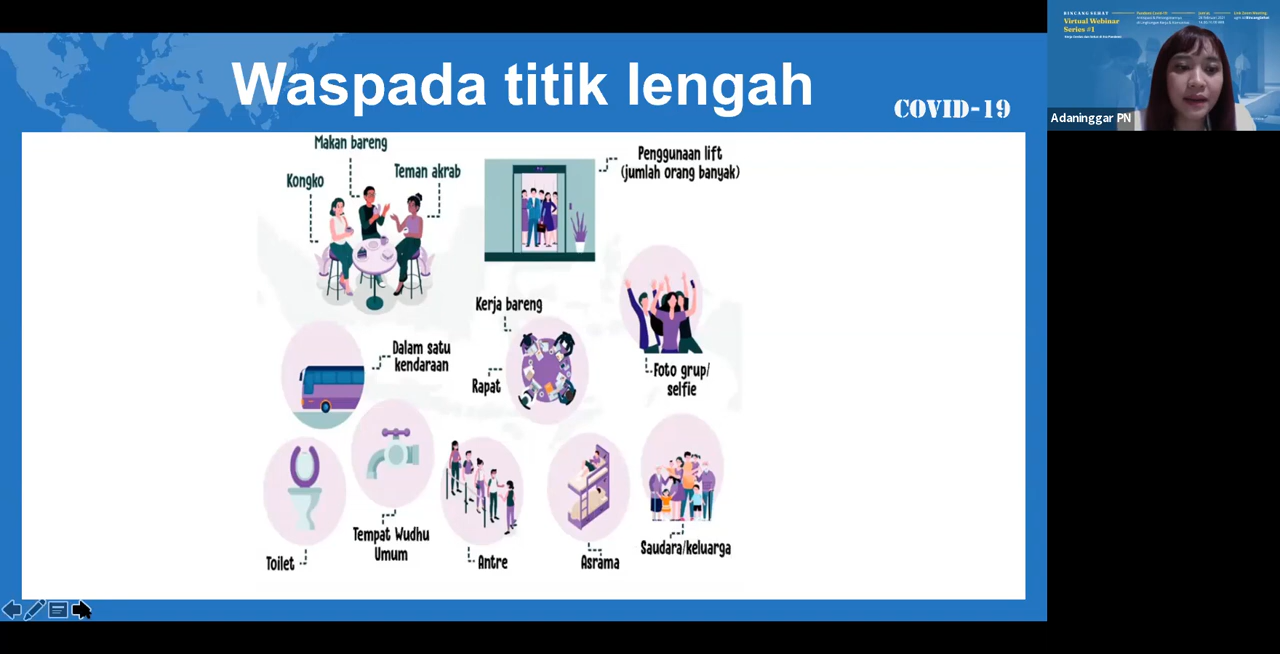 Waspada titik lengah
COVID-19
Makan bareng
Teman akrab
Kongko
Penggunaan lift
(jumlah orang banyak)
Kerja bareng
Rapat
Dalam satu
kendaraan
Foto grup/
selfie
Toilet
Tempat Wudhu
Umum
Antre
Asrama
Saudara/keluarga
BINCANGSHAT
Virtual Webinar
Series #1
Adaninggar PN